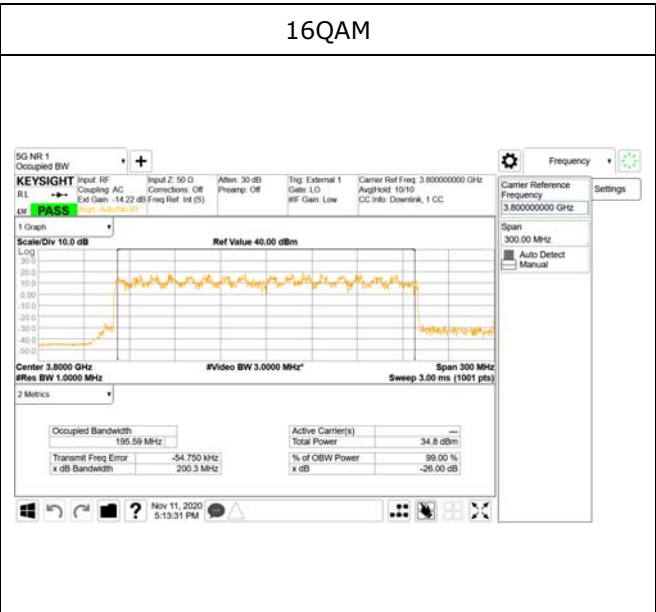 16QAM
5G NR 1
Occupied BW
Frequency
KEYSIGHT
RL
PASS
Input: RF
Coupling: AC
Ext Gain: -14.22 dB
Align: Auto/No RF
Input Z: 50 Ω
Corrections: Off
Freq Ref: Int (S)
Atten: 30 dB
Preamp: Off
Trig: External 1
Gate: LO
#IF Gain: Low
Carrier Ref Freq: 3.800000000 GHz
Avg|Hold: 10/10
CC Info: Downlink, 1 CC
Carrier Reference
Frequency
3.800000000 GHz
Settings
Span
300.00 MHz
Auto Detect
Manual
1 Graph
Scale/Div 10.0 dB
Ref Value 40.00 dBm
Log
30.0
20.0
10.0
0.00
-10.0
-20.0
-30.0
-40.0
-50.0
Center 3.8000 GHz
#Video BW 3.0000 MHz*
Span 300 MHz
#Res BW 1.0000 MHz
Sweep 3.00 ms (1001 pts)
2 Metrics
Occupied Bandwidth
195.59 MHz
Active Carrier(s)
---
Total Power
34.8 dBm
Transmit Freq Error
-54.750 kHz
% of OBW Power
99.00 %
x dB Bandwidth
200.3 MHz
x dB
-26.00 dB
?
Nov 11, 2020
5:13:31 PM